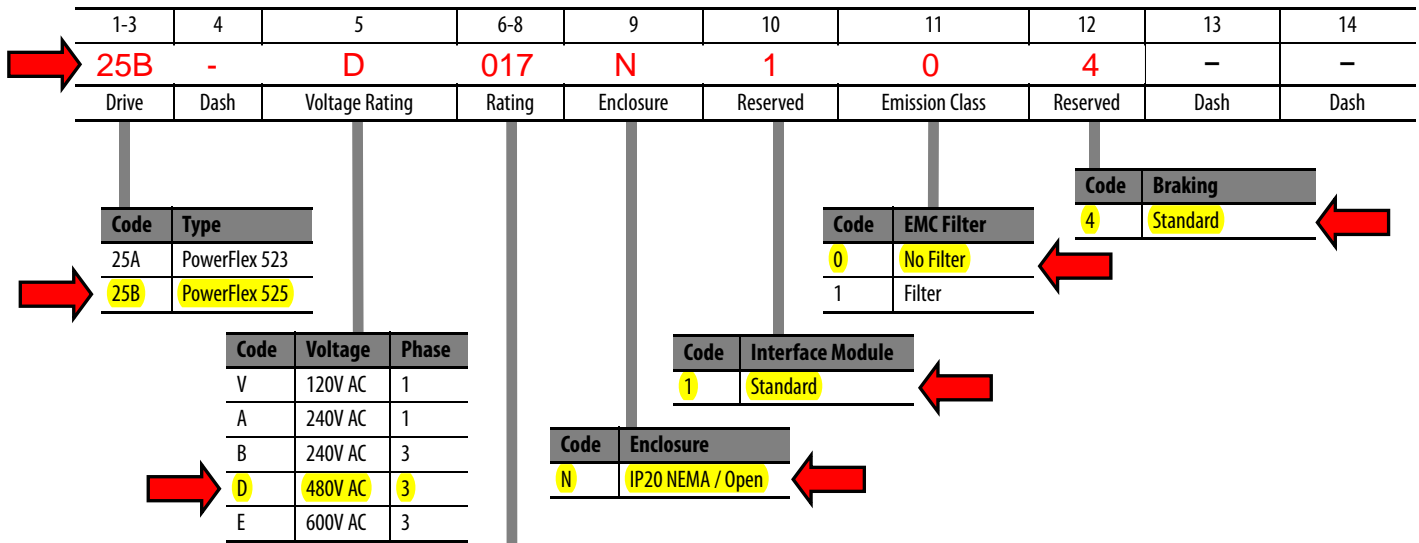 1-3 4 5 6-8 9 10 11 12 13 14
25B - D 017 N 1 0 4 – –
Drive Dash Voltage Rating Rating Enclosure Reserved Emission Class Reserved Dash Dash
Code Type
25A PowerFlex 523
25B PowerFlex 525
Code Voltage Phase
V 120V AC 1
A 240V AC 1
B 240V AC 3
D 480V AC 3
E 600V AC 3
Code Enclosure
N IP20 NEMA / Open
Code Interface Module
1 Standard
Code EMC Filter
0 No Filter
1 Filter
Code Braking
4 Standard